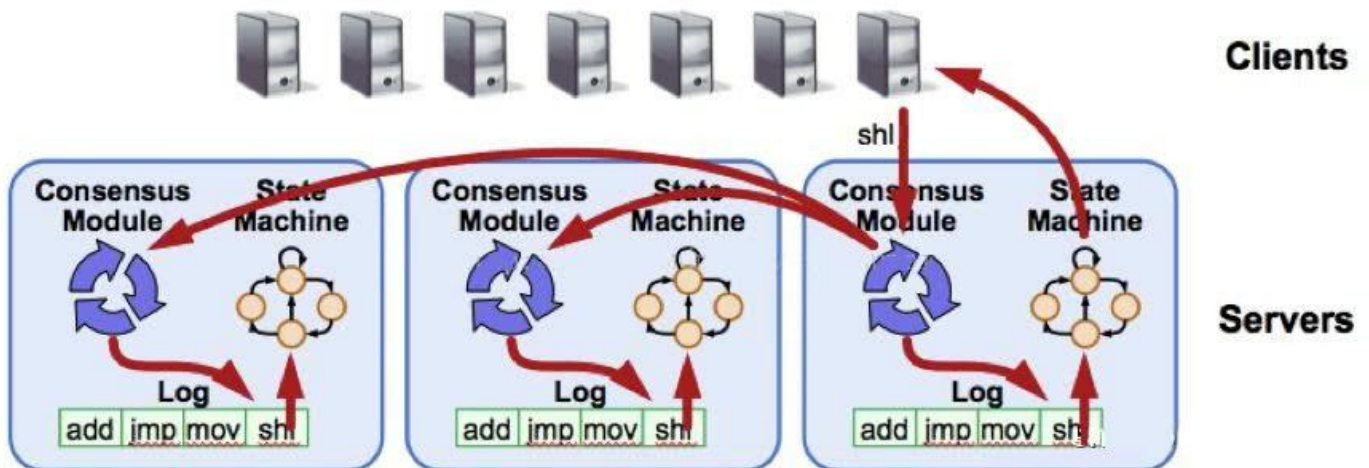 Clients
shl
Consensus Module
State Machine
Consensus Module
State Machine
Consensus Module
State Machine
Servers
Log
Log
Log
add jmp mov shl
add jmp mov shl
add jmp mov shl